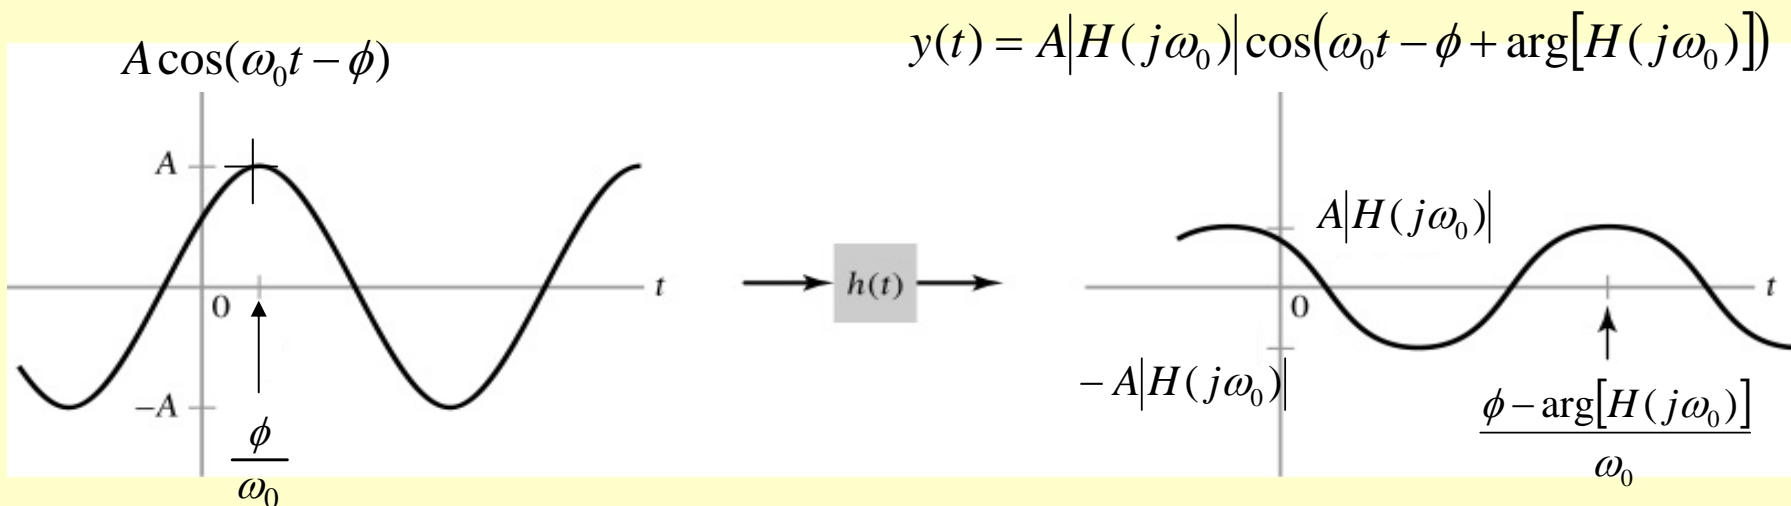 A cos(ω₀t − ϕ)
y(t) = A|H(jω₀)|cos(ω₀t − ϕ + arg[H(jω₀)])
A
−A
0
t
ϕ
ω₀
h(t)
A|H(jω₀)|
−A|H(jω₀)|
0
t
ϕ − arg[H(jω₀)]
ω₀